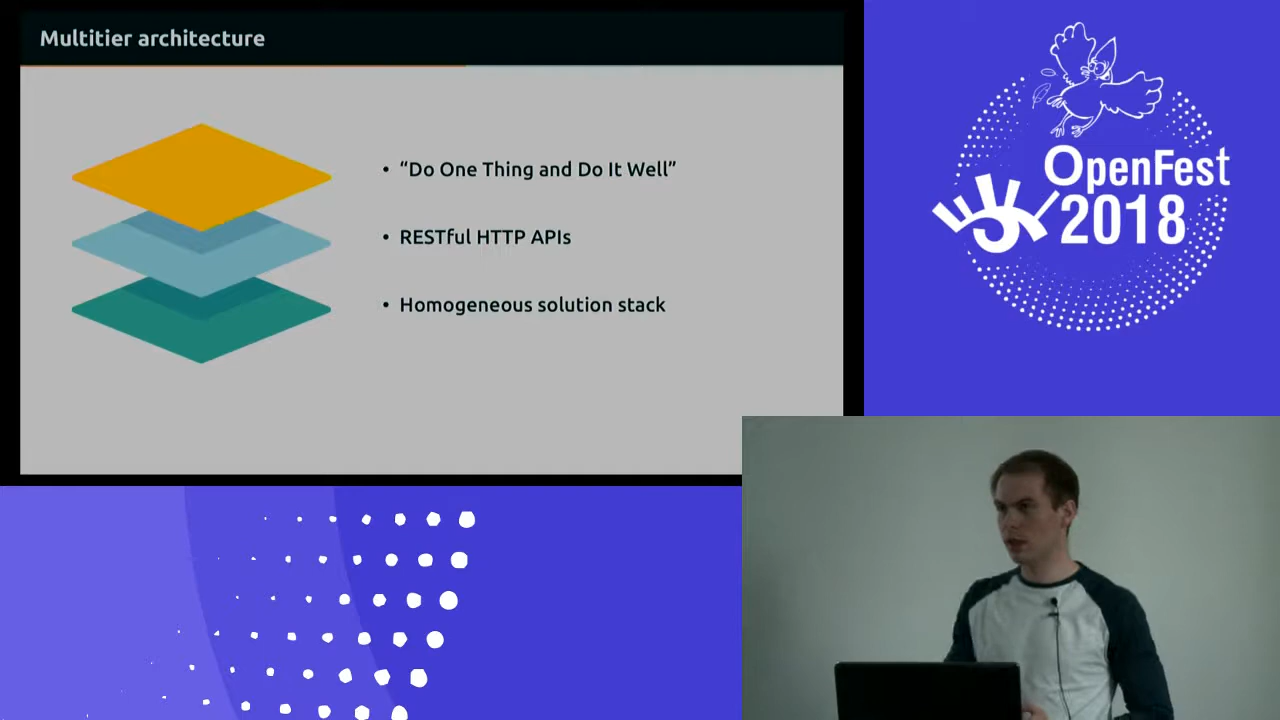 Multitier architecture
• “Do One Thing and Do It Well”
• RESTful HTTP APIs
• Homogeneous solution stack
OpenFest
2018